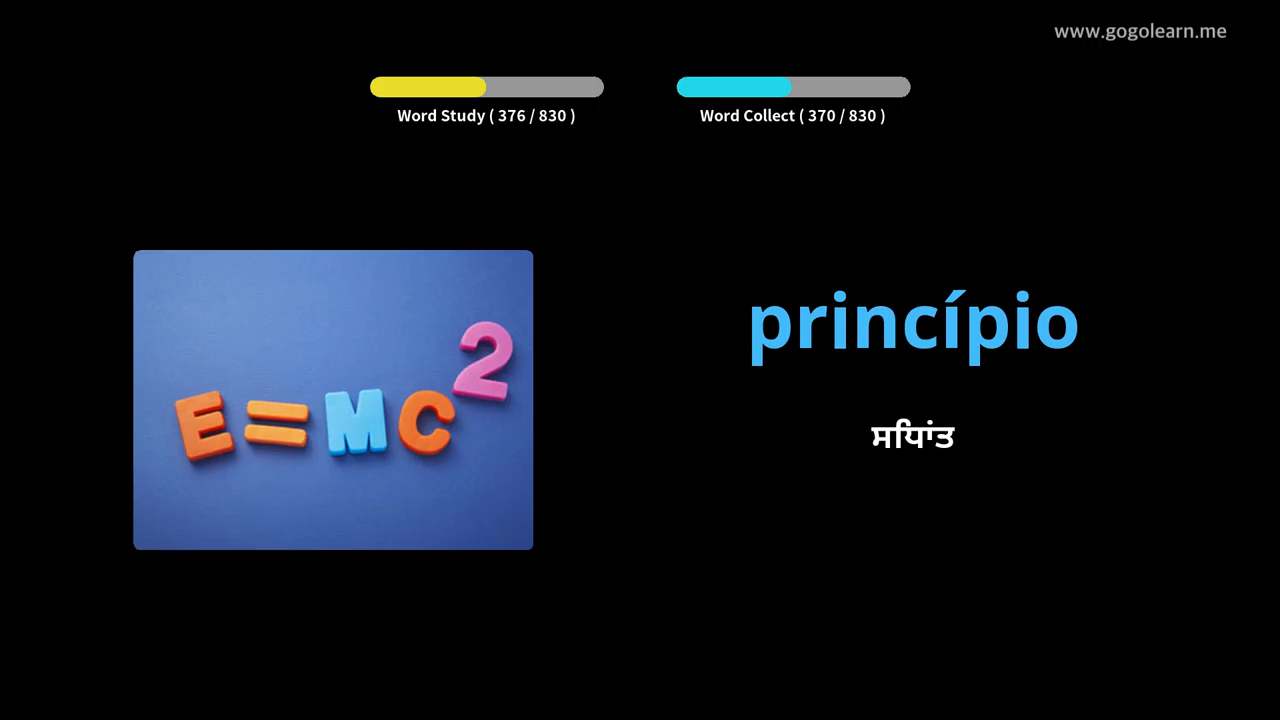 www.gogolearn.me
Word Study ( 376 / 830 )
Word Collect ( 370 / 830 )
E=MC2
princípio
ਸਿਧਾਂਤ